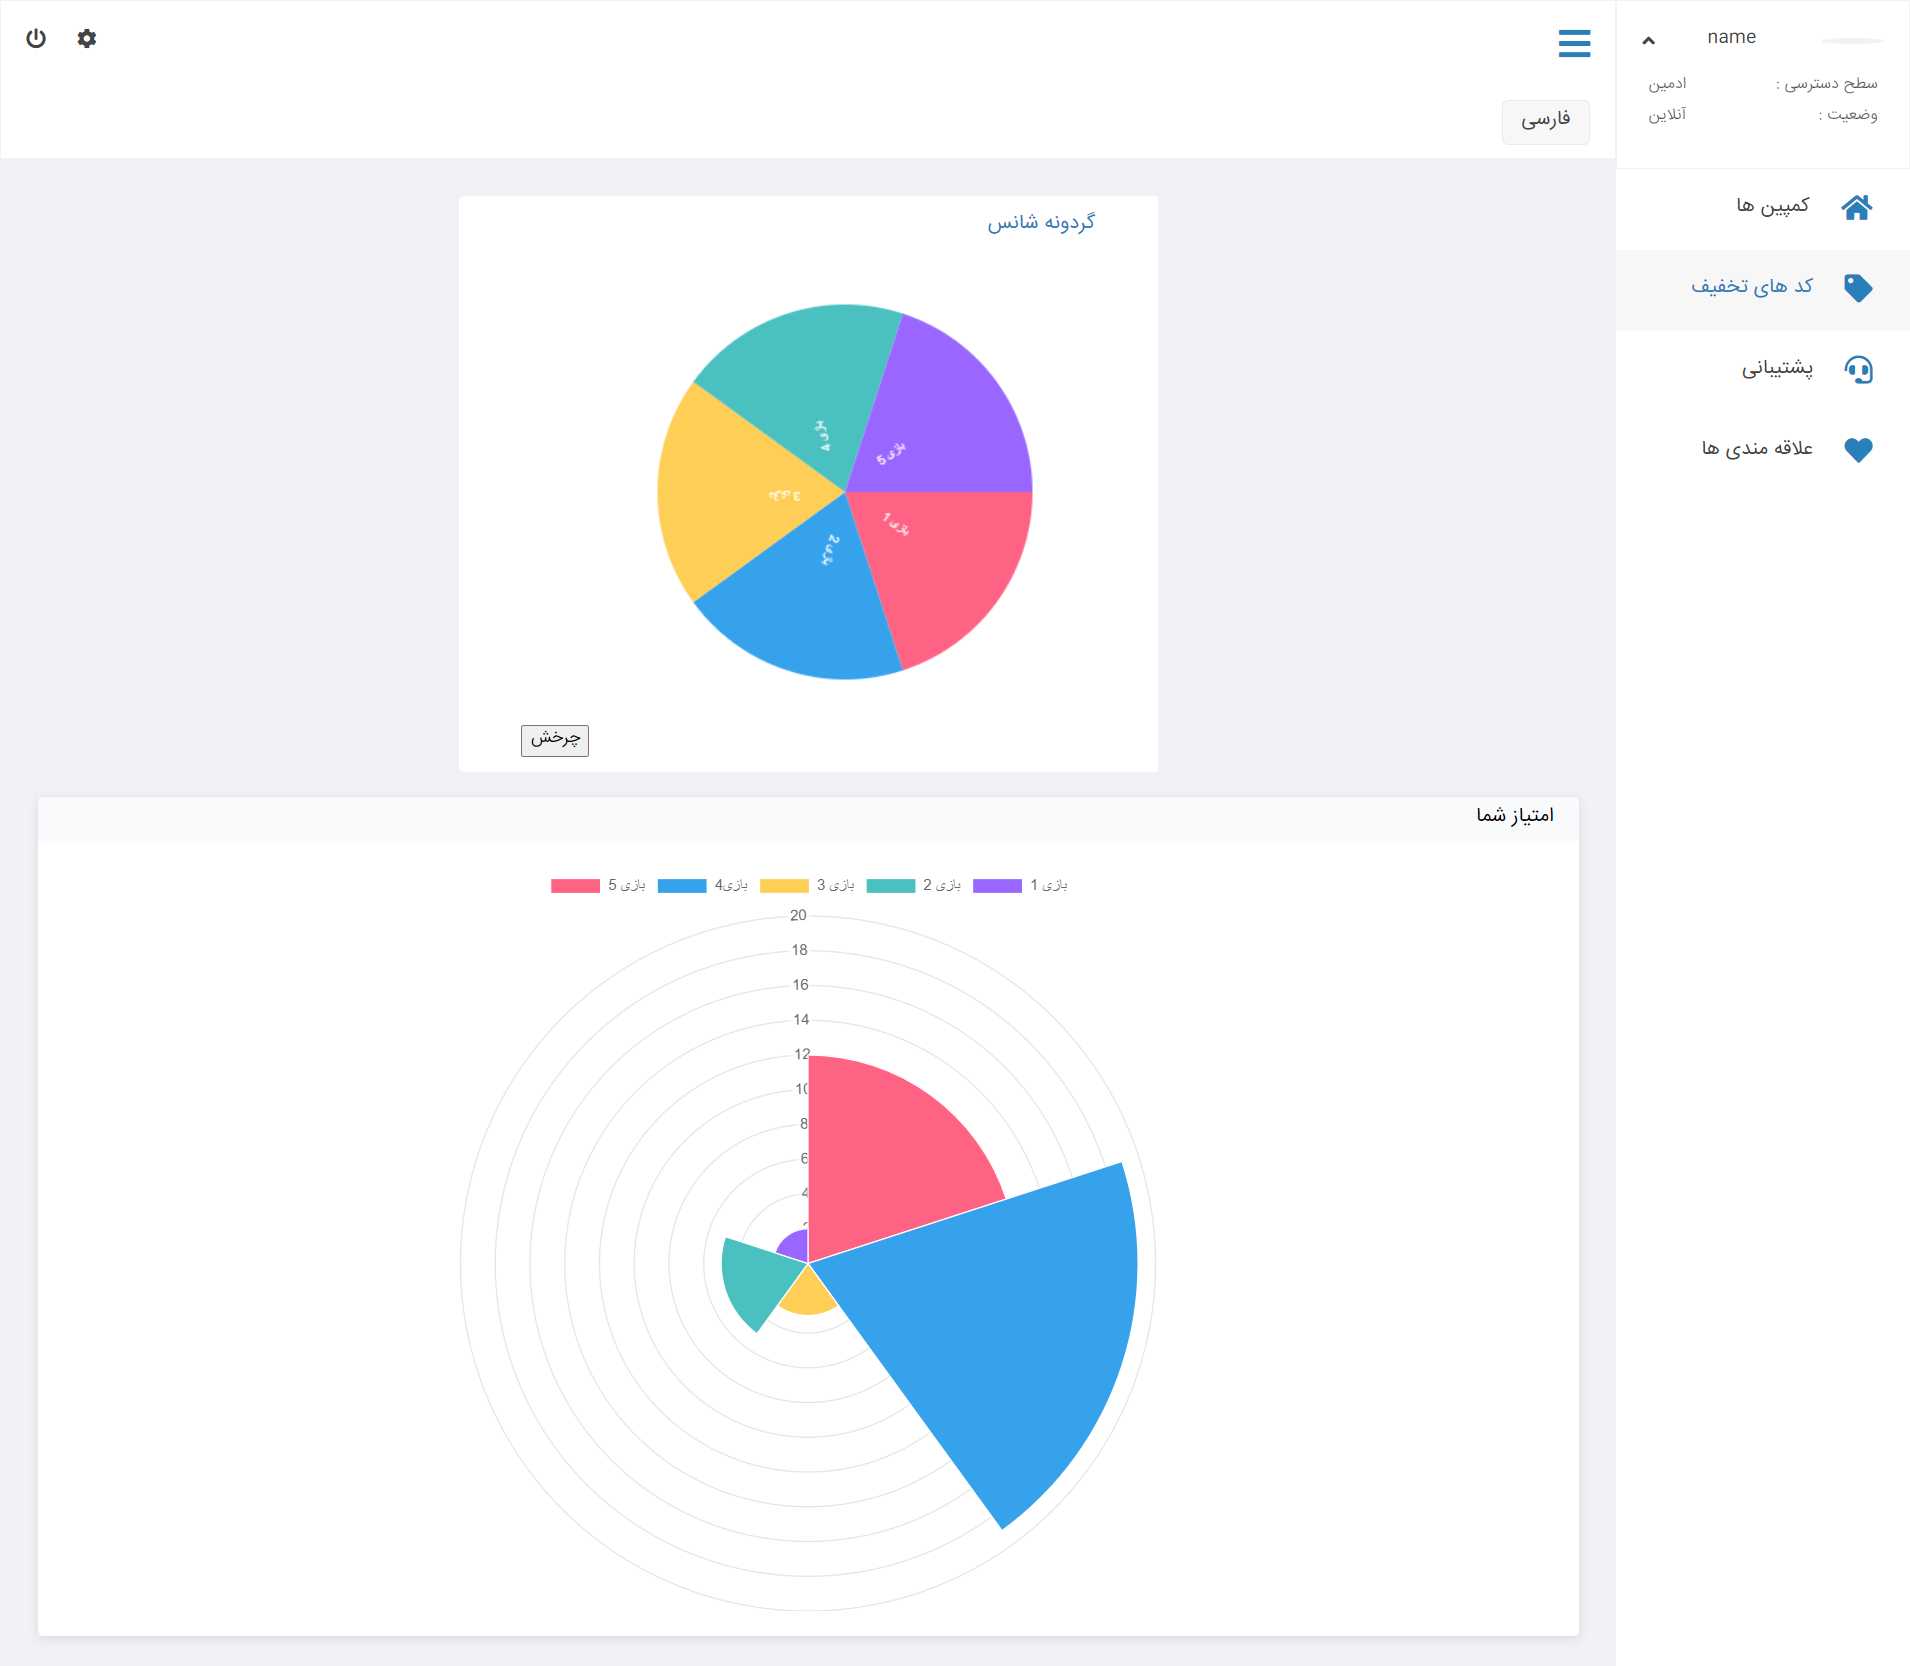 name
سطح دسترسی : ادمین
وضعیت : آنلاین
کمپین ها
کد های تخفیف
پشتیبانی
علاقه مندی ها
فارسی
گردونه شانس
بازی 5
بازی 4
بازی 3
بازی 2
بازی 1
چرخش
امتیاز شما
بازی 1
بازی 2
بازی 3
بازی4
بازی 5
20
18
16
14
12
10
8
6
4